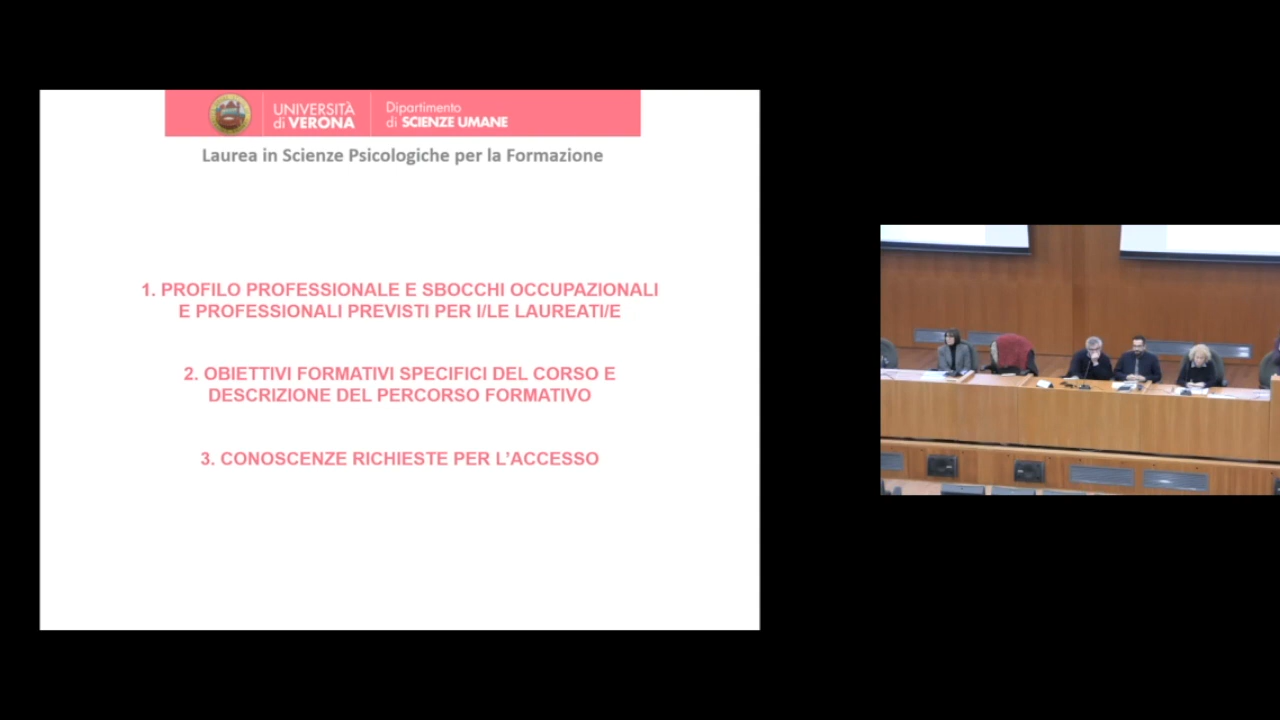 UNIVERSITÀ
di VERONA
Dipartimento
di SCIENZE UMANE
Laurea in Scienze Psicologiche per la Formazione
1. PROFILO PROFESSIONALE E SBOCCHI OCCUPAZIONALI
E PROFESSIONALI PREVISTI PER I/LE LAUREATI/E
2. OBIETTIVI FORMATIVI SPECIFICI DEL CORSO E
DESCRIZIONE DEL PERCORSO FORMATIVO
3. CONOSCENZE RICHIESTE PER L’ACCESSO